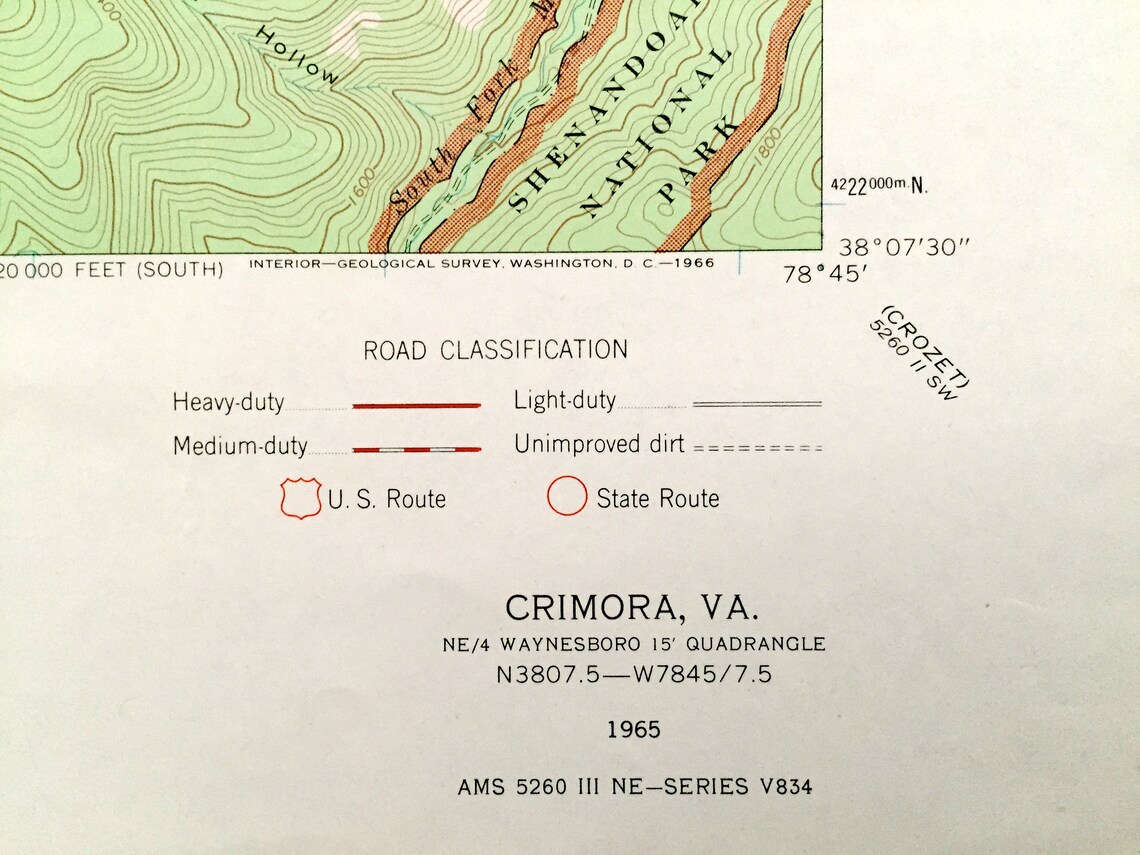 Hollow
South Fork
SHENANDOA
NATIONAL
PARK
1600
1800
4222000m.N.
38°07'30"
20 000 FEET (SOUTH)
INTERIOR—GEOLOGICAL SURVEY, WASHINGTON, D. C.—1966
78°45'
(CROZET)
5260 II SW
ROAD CLASSIFICATION
Heavy-duty
Light-duty
Medium-duty
Unimproved dirt
U. S. Route
State Route
CRIMORA, VA.
NE/4 WAYNESBORO 15' QUADRANGLE
N3807.5—W7845/7.5
1965
AMS 5260 III NE—SERIES V834